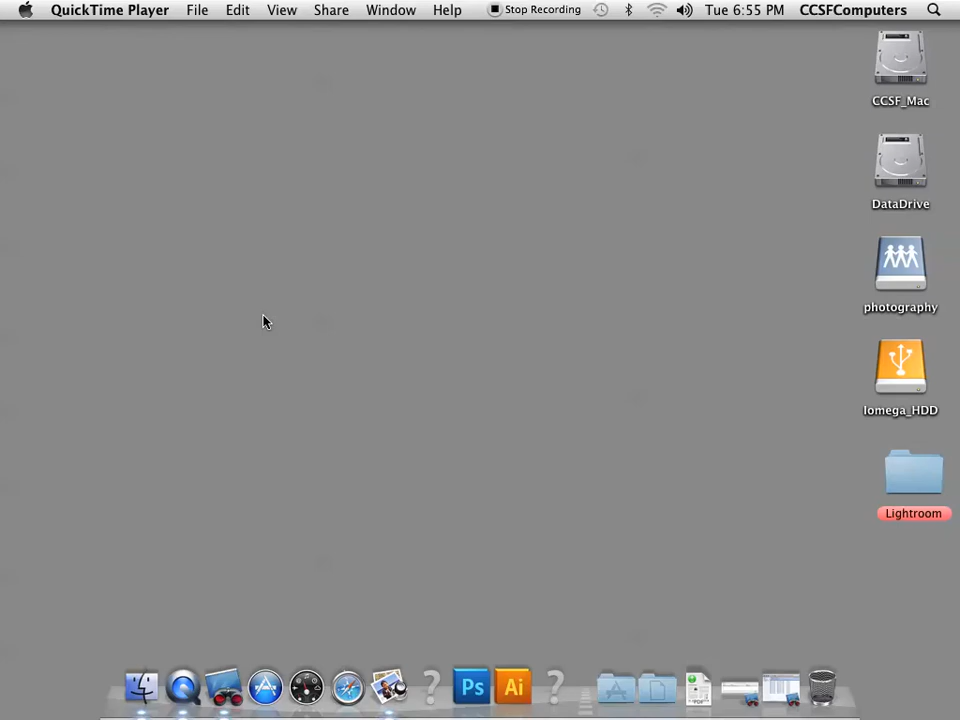 QuickTime Player File Edit View Share Window Help Stop Recording Tue 6:55 PM CCSFComputers
CCSF_Mac
DataDrive
photography
Iomega_HDD
Lightroom
? Ps Ai ? PDF